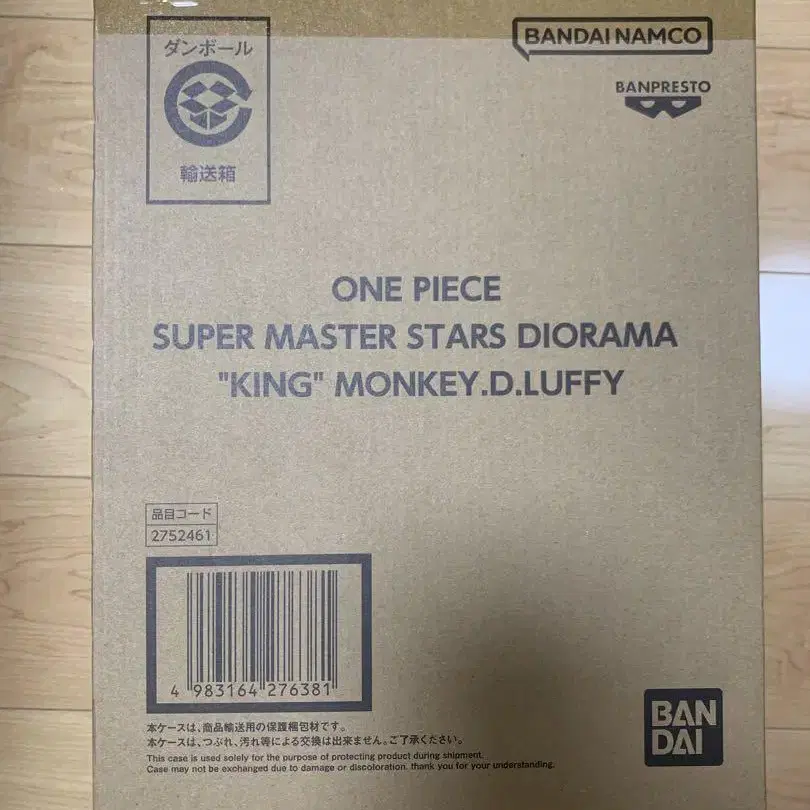 ダンボール
輸送箱
BANDAI NAMCO
BANPRESTO
ONE PIECE
SUPER MASTER STARS DIORAMA
"KING" MONKEY.D.LUFFY
品目コード
2752461
4 983164 276381
本ケースは、商品輸送用の保護梱包材です。
本ケースは、つぶれ、汚れ等による交換は出来ません。ご了承ください。
This case is used solely for the purpose of protecting product during shipment.
Case may not be exchanged due to damage or discoloration. thank you for your understanding.
BAN
DAI